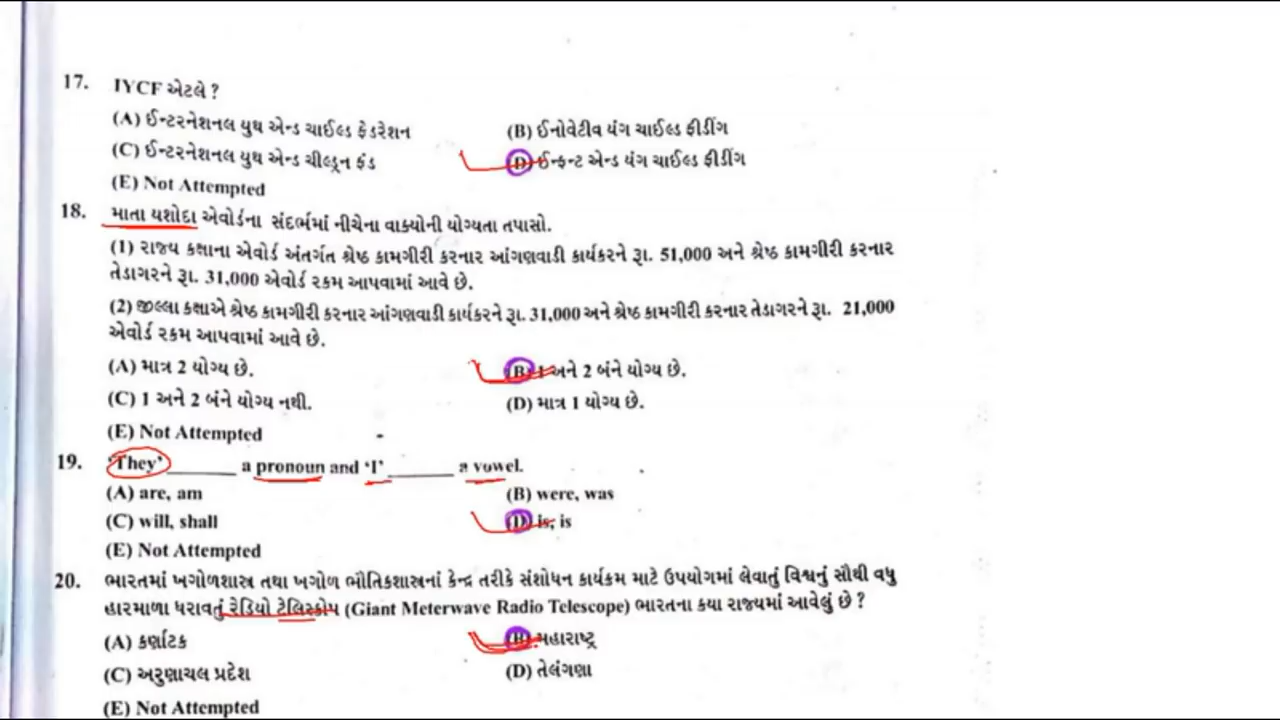 17. IYCF એટલે ?
(A) ઈન્ટરનેશનલ યુથ એન્ડ ચાઈલ્ડ ફેડરેશન (B) ઈનોવેટીવ યંગ ચાઈલ્ડ ફીડીંગ
(C) ઈન્ટરનેશનલ યુથ એન્ડ ચીલ્ડ્રન ફંડ (D) ઈન્ફન્ટ એન્ડ યંગ ચાઈલ્ડ ફીડીંગ
(E) Not Attempted
18. માતા યશોદા એવોર્ડના સંદર્ભમાં નીચેના વાક્યોની યોગ્યતા તપાસો.
(1) રાજ્ય કક્ષાના એવોર્ડ અંતર્ગત શ્રેષ્ઠ કામગીરી કરનાર આંગણવાડી કાર્યકરને રૂા. 51,000 અને શ્રેષ્ઠ કામગીરી કરનાર
તેડાગરને રૂા. 31,000 એવોર્ડ રકમ આપવામાં આવે છે.
(2) જીલ્લા કક્ષાએ શ્રેષ્ઠ કામગીરી કરનાર આંગણવાડી કાર્યકરને રૂા. 31,000 અને શ્રેષ્ઠ કામગીરી કરનાર તેડાગરને રૂા. 21,000
એવોર્ડ રકમ આપવામાં આવે છે.
(A) માત્ર 2 યોગ્ય છે. (B) 1 અને 2 બંને યોગ્ય છે.
(C) 1 અને 2 બંને યોગ્ય નથી. (D) માત્ર 1 યોગ્ય છે.
(E) Not Attempted
19. ‘They’ ______ a pronoun and ‘I’ ______ a vowel.
(A) are, am (B) were, was
(C) will, shall (D) is, is
(E) Not Attempted
20. ભારતમાં ખગોળશાસ્ત્ર તથા ખગોળ ભૌતિકશાસ્ત્રનાં કેન્દ્ર તરીકે સંશોધન કાર્યક્રમ માટે ઉપયોગમાં લેવાતું વિશ્વનું સૌથી વધુ
હારમાળા ધરાવતું રેડિયો ટેલિસ્કોપ (Giant Meterwave Radio Telescope) ભારતના કયા રાજ્યમાં આવેલું છે ?
(A) કર્ણાટક (B) મહારાષ્ટ્ર
(C) અરુણાચલ પ્રદેશ (D) તેલંગણા
(E) Not Attempted